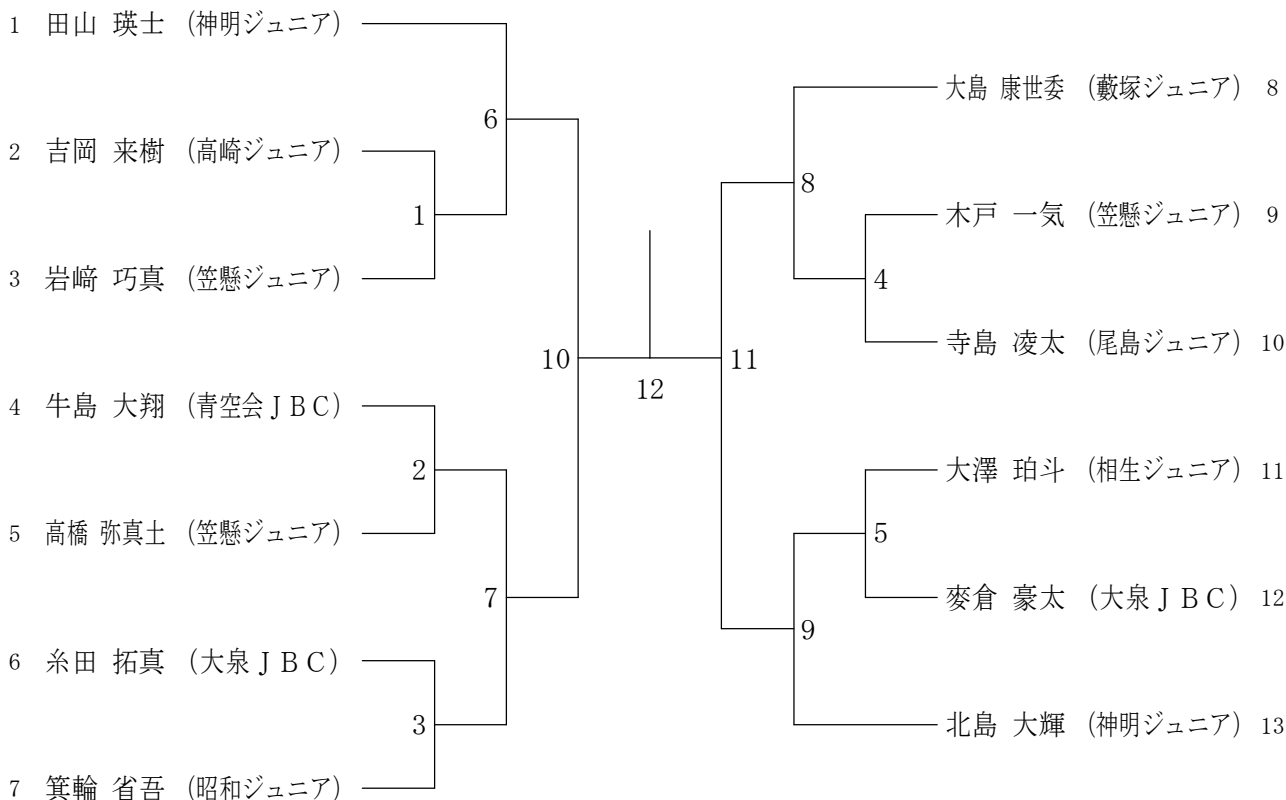 1 田山 瑛士 (神明ジュニア)
2 吉岡 来樹 (高崎ジュニア)
3 岩﨑 巧真 (笠懸ジュニア)
4 牛島 大翔 (青空会ＪＢＣ)
5 高橋 弥真士 (笠懸ジュニア)
6 糸田 拓真 (大泉ＪＢＣ)
7 箕輪 省吾 (昭和ジュニア)
6
1
10
2
7
3
12
11
8
4
5
9
大島 康世委 (藪塚ジュニア) 8
木戸 一気 (笠懸ジュニア) 9
寺島 凌太 (尾島ジュニア) 10
大澤 珀斗 (相生ジュニア) 11
麥倉 豪太 (大泉ＪＢＣ) 12
北島 大輝 (神明ジュニア) 13